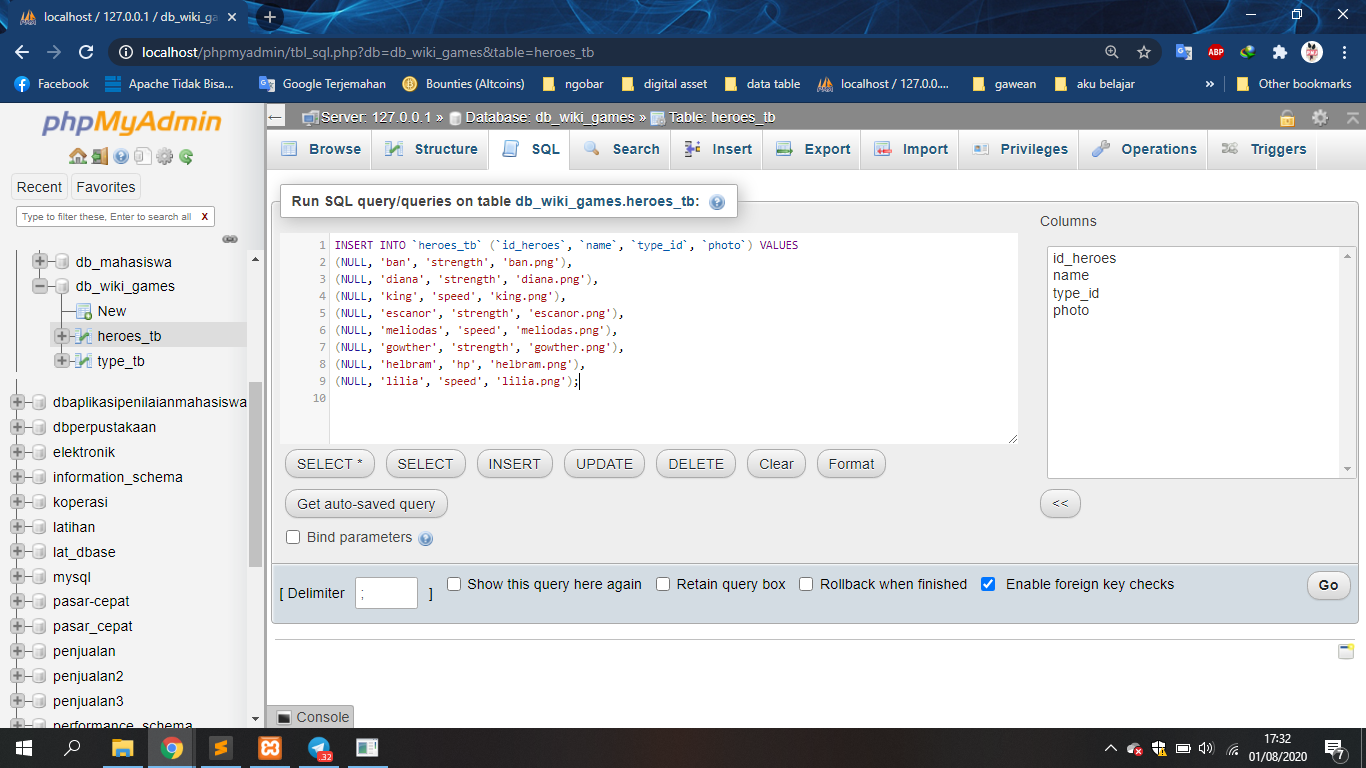 localhost / 127.0.0.1 / db_wiki_ga
localhost/phpmyadmin/tbl_sql.php?db=db_wiki_games&table=heroes_tb
ABP
Facebook
Apache Tidak Bisa...
Google Terjemahan
Bounties (Altcoins)
ngobar
digital asset
data table
localhost / 127.0.0....
gawean
aku belajar
»
Other bookmarks
phpMyAdmin
Recent
Favorites
Type to filter these, Enter to search all X
db_mahasiswa
db_wiki_games
New
heroes_tb
type_tb
dbaplikasipenilaianmahasiswa
dbperpustakaan
elektronik
information_schema
koperasi
latihan
lat_dbase
mysql
pasar-cepat
pasar_cepat
penjualan
penjualan2
penjualan3
performance_schema
Server: 127.0.0.1 » Database: db_wiki_games » Table: heroes_tb
Browse
Structure
SQL
Search
Insert
Export
Import
Privileges
Operations
Triggers
Run SQL query/queries on table db_wiki_games.heroes_tb:
1 INSERT INTO `heroes_tb` (`id_heroes`, `name`, `type_id`, `photo`) VALUES
2 (NULL, 'ban', 'strength', 'ban.png'),
3 (NULL, 'diana', 'strength', 'diana.png'),
4 (NULL, 'king', 'speed', 'king.png'),
5 (NULL, 'escanor', 'strength', 'escanor.png'),
6 (NULL, 'meliodas', 'speed', 'meliodas.png'),
7 (NULL, 'gowther', 'strength', 'gowther.png'),
8 (NULL, 'helbram', 'hp', 'helbram.png'),
9 (NULL, 'lilia', 'speed', 'lilia.png');
10
SELECT *
SELECT
INSERT
UPDATE
DELETE
Clear
Format
Get auto-saved query
Bind parameters
Columns
id_heroes
name
type_id
photo
<<
[ Delimiter ; ]
Show this query here again
Retain query box
Rollback when finished
Enable foreign key checks
Go
Console
32
17:32
01/08/2020
7